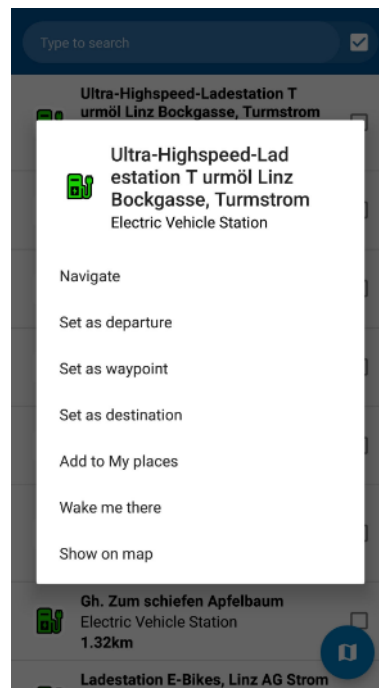 Type to search
Ultra-Highspeed-Ladestation T
urmöl Linz Bockgasse, Turmstrom
Ultra-Highspeed-Lad
estation T urmöl Linz
Bockgasse, Turmstrom
Electric Vehicle Station
Navigate
Set as departure
Set as waypoint
Set as destination
Add to My places
Wake me there
Show on map
Gh. Zum schiefen Apfelbaum
Electric Vehicle Station
1.32km
Ladestation E-Bikes, Linz AG Strom